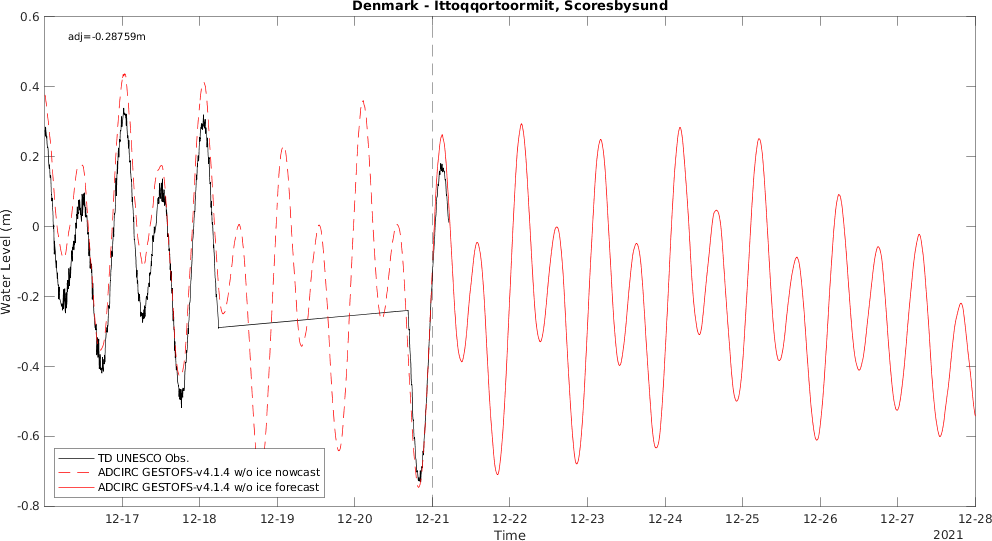 Denmark - Ittoqqortoormiit, Scoresbysund
adj=-0.28759m
0.6
0.4
0.2
0
-0.2
-0.4
-0.6
-0.8
Water Level (m)
TD UNESCO Obs.
ADCIRC GESTOFS-v4.1.4 w/o ice nowcast
ADCIRC GESTOFS-v4.1.4 w/o ice forecast
12-17 12-18 12-19 12-20 12-21 12-22 12-23 12-24 12-25 12-26 12-27 12-28
Time
2021